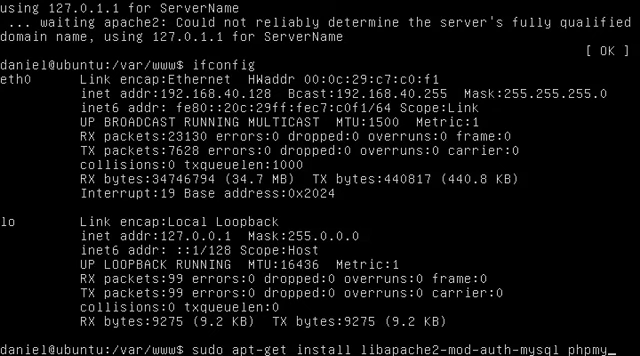 using 127.0.1.1 for ServerName
... waiting apache2: Could not reliably determine the server's fully qualified
domain name, using 127.0.1.1 for ServerName
[ OK ]
daniel@ubuntu:/var/www$ ifconfig
eth0 Link encap:Ethernet HWaddr 00:0c:29:c7:c0:f1
inet addr:192.168.40.128 Bcast:192.168.40.255 Mask:255.255.255.0
inet6 addr: fe80::20c:29ff:fec7:c0f1/64 Scope:Link
UP BROADCAST RUNNING MULTICAST MTU:1500 Metric:1
RX packets:23130 errors:0 dropped:0 overruns:0 frame:0
TX packets:7628 errors:0 dropped:0 overruns:0 carrier:0
collisions:0 txqueuelen:1000
RX bytes:34746794 (34.7 MB) TX bytes:440817 (440.8 KB)
Interrupt:19 Base address:0x2024
lo Link encap:Local Loopback
inet addr:127.0.0.1 Mask:255.0.0.0
inet6 addr: ::1/128 Scope:Host
UP LOOPBACK RUNNING MTU:16436 Metric:1
RX packets:99 errors:0 dropped:0 overruns:0 frame:0
TX packets:99 errors:0 dropped:0 overruns:0 carrier:0
collisions:0 txqueuelen:0
RX bytes:9275 (9.2 KB) TX bytes:9275 (9.2 KB)
daniel@ubuntu:/var/www$ sudo apt-get install libapache2-mod-auth-mysql phpmy_